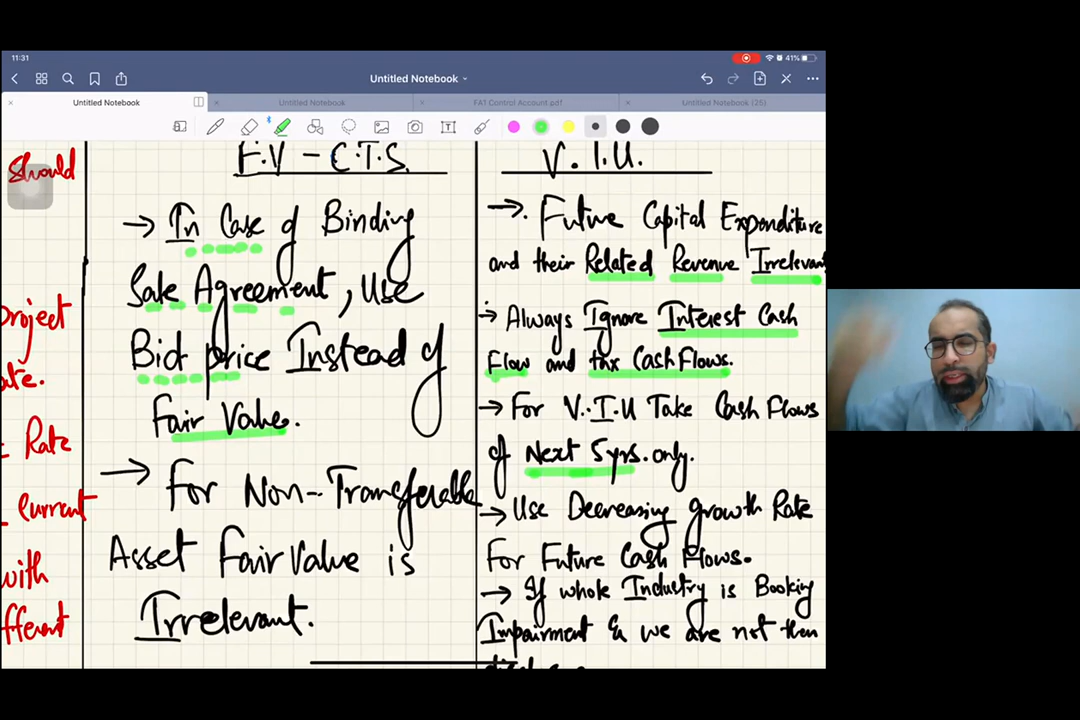 11:31
41%
Untitled Notebook
Untitled Notebook
Untitled Notebook
FA1 Control Account.pdf
Untitled Notebook (25)
Should
project
Rate
Current
with
F.V - C.T.S.
→ In Case of Binding
Sale Agreement, Use
Bid price Instead of
Fair Value.
→ For Non-Transferable
Asset Fair Value is
Irrelevant.
V.I.U.
→ Future Capital Expenditure
and their Related Revenue Irrelevant
→ Always Ignore Interest Cash
Flow and tax Cash Flows.
→ For V.I.U Take Cash Flows
of Next 5 yrs. only.
→ Use Decreasing growth Rate
For Future Cash Flows.
→ If whole Industry is Booking
Impairment & we are not then